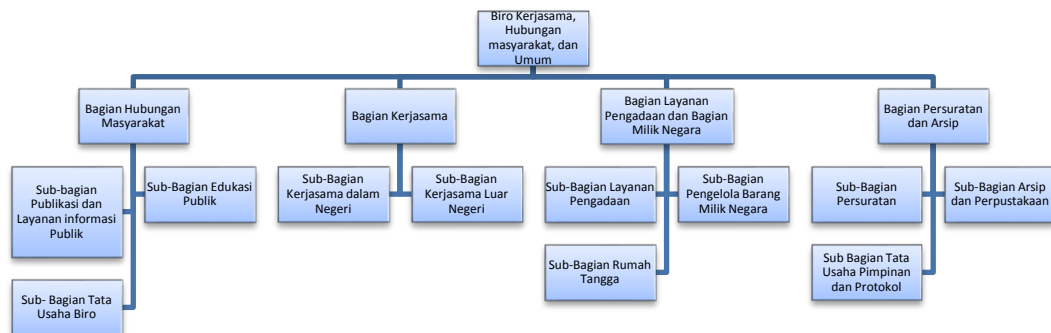 Biro Kerjasama,
Hubungan
masyarakat, dan
Umum
Bagian Hubungan
Masyarakat
Bagian Kerjasama
Bagian Layanan
Pengadaan dan Bagian
Milik Negara
Bagian Persuratan
dan Arsip
Sub-bagian
Publikasi dan
Layanan informasi
Publik
Sub-Bagian Edukasi
Publik
Sub-Bagian
Kerjasama dalam
Negeri
Sub-Bagian
Kerjasama Luar
Negeri
Sub-Bagian Layanan
Pengadaan
Sub-Bagian
Pengelola Barang
Milik Negara
Sub-Bagian
Persuratan
Sub-Bagian Arsip
dan Perpustakaan
Sub- Bagian Tata
Usaha Biro
Sub-Bagian Rumah
Tangga
Sub Bagian Tata
Usaha Pimpinan
dan Protokol